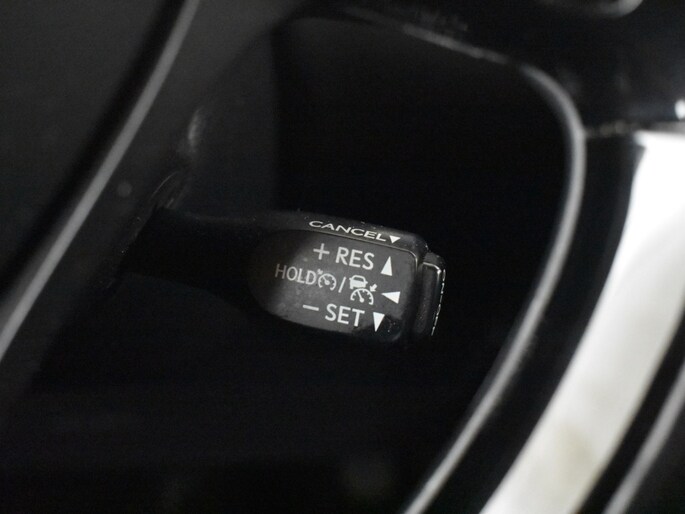 CANCEL▼
+ RES ▲
HOLD / ◄
− SET ▼